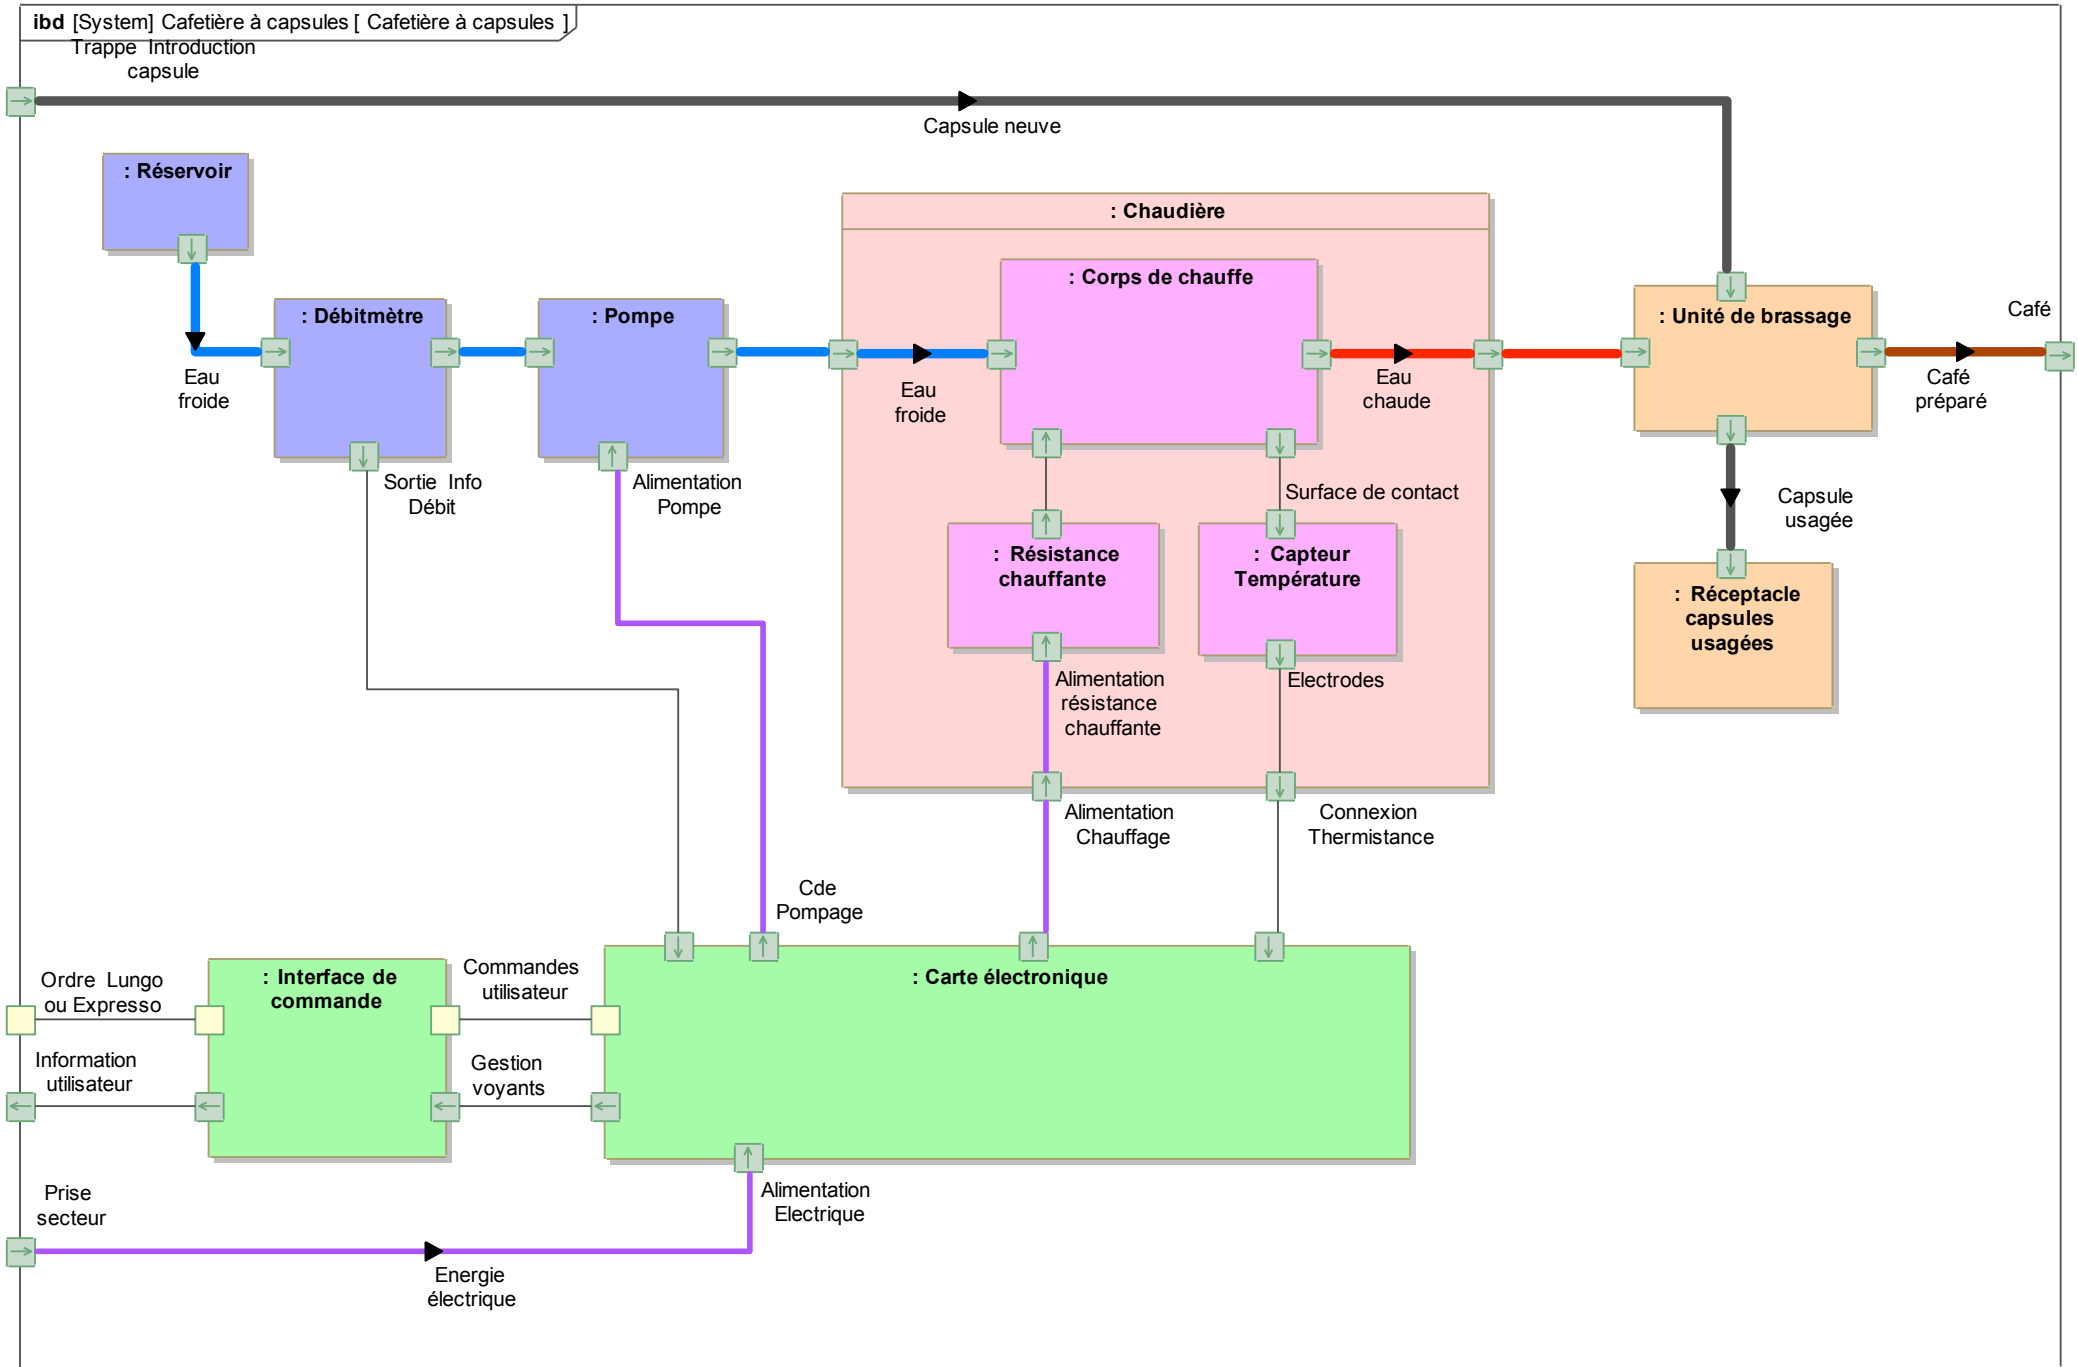 ibd [System] Cafetière à capsules [ Cafetière à capsules ]
Trappe Introduction
capsule
Capsule neuve
: Réservoir
: Chaudière
: Corps de chauffe
: Débitmètre
: Pompe
: Unité de brassage
Café
Eau
froide
Eau
froide
Eau
chaude
Café
préparé
Sortie Info
Débit
Alimentation
Pompe
Surface de contact
Capsule
usagée
: Résistance
chauffante
: Capteur
Température
: Réceptacle
capsules
usagées
Alimentation
résistance
chauffante
Electrodes
Alimentation
Chauffage
Connexion
Thermistance
Cde
Pompage
Ordre Lungo
ou Expresso
: Interface de
commande
Commandes
utilisateur
: Carte électronique
Information
utilisateur
Gestion
voyants
Prise
secteur
Alimentation
Electrique
Energie
électrique